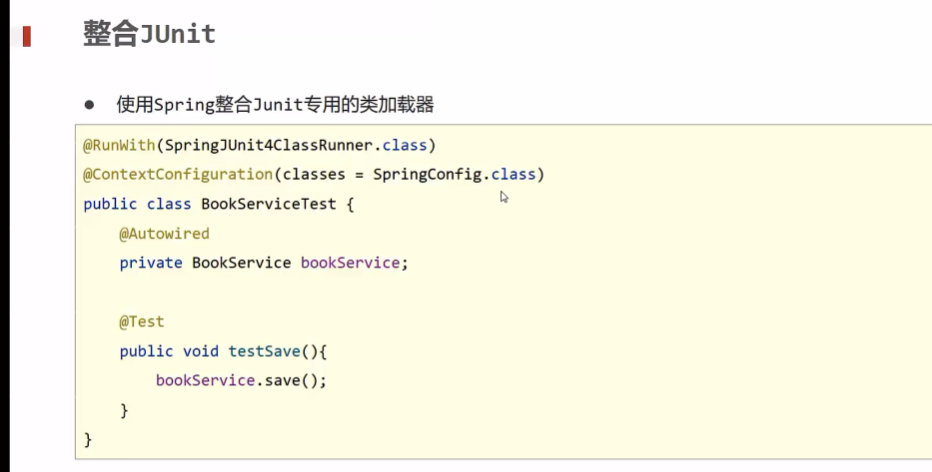 整合JUnit
● 使用Spring整合Junit专用的类加载器
@RunWith(SpringJUnit4ClassRunner.class)
@ContextConfiguration(classes = SpringConfig.class)
public class BookServiceTest {
    @Autowired
    private BookService bookService;

    @Test
    public void testSave(){
        bookService.save();
    }
}